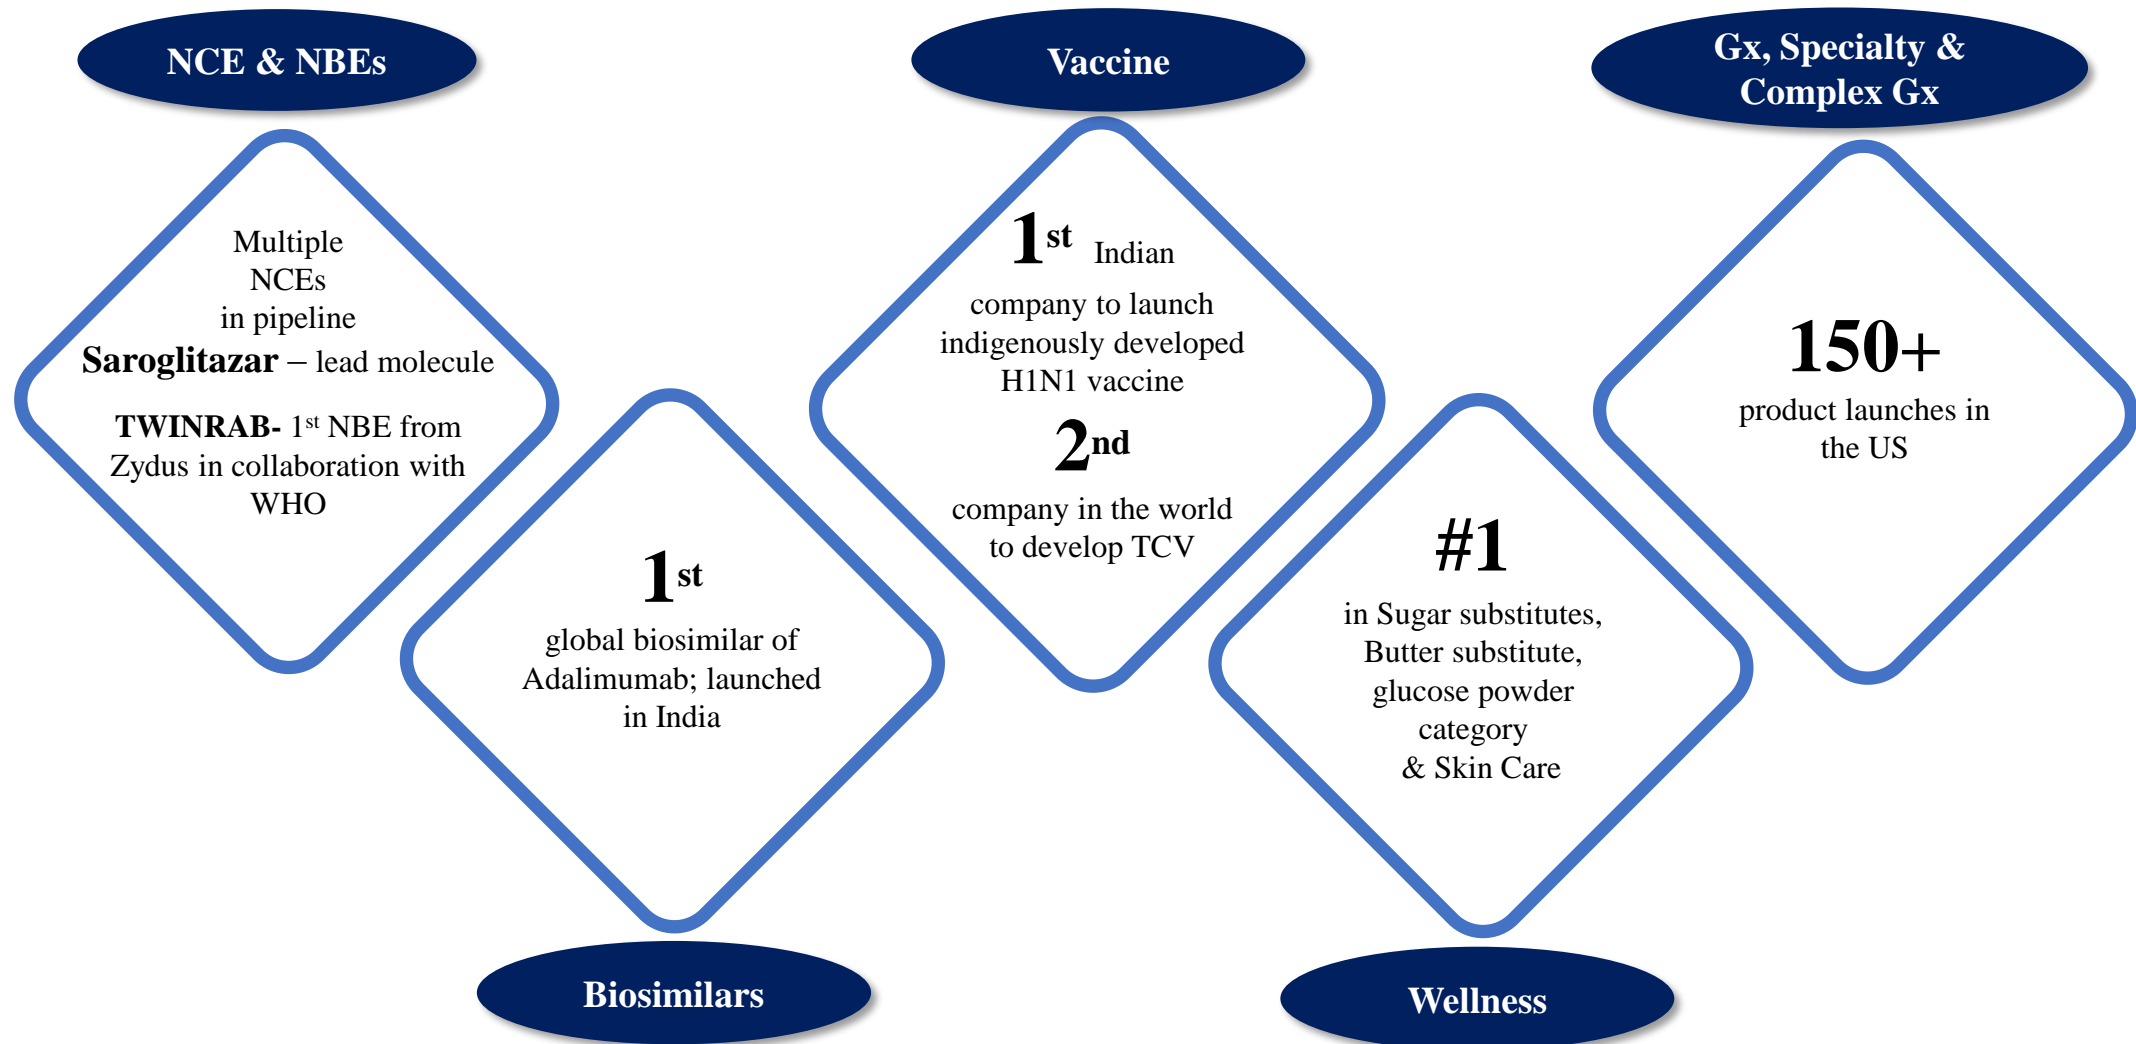 NCE & NBEs
Multiple
NCEs
in pipeline
Saroglitazar – lead molecule
TWINRAB- 1st NBE from
Zydus in collaboration with
WHO
1st
global biosimilar of
Adalimumab; launched
in India
Biosimilars
Vaccine
1st Indian
company to launch
indigenously developed
H1N1 vaccine
2nd
company in the world
to develop TCV
#1
in Sugar substitutes,
Butter substitute,
glucose powder
category
& Skin Care
Wellness
Gx, Specialty &
Complex Gx
150+
product launches in
the US